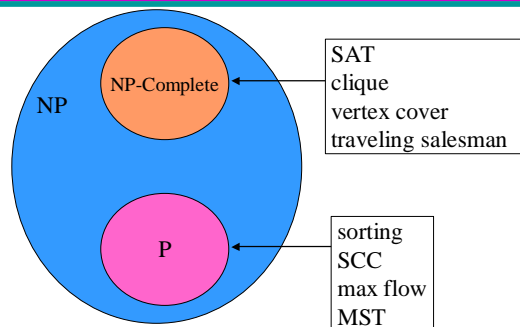 NP
NP-Complete
SAT
clique
vertex cover
traveling salesman
P
sorting
SCC
max flow
MST